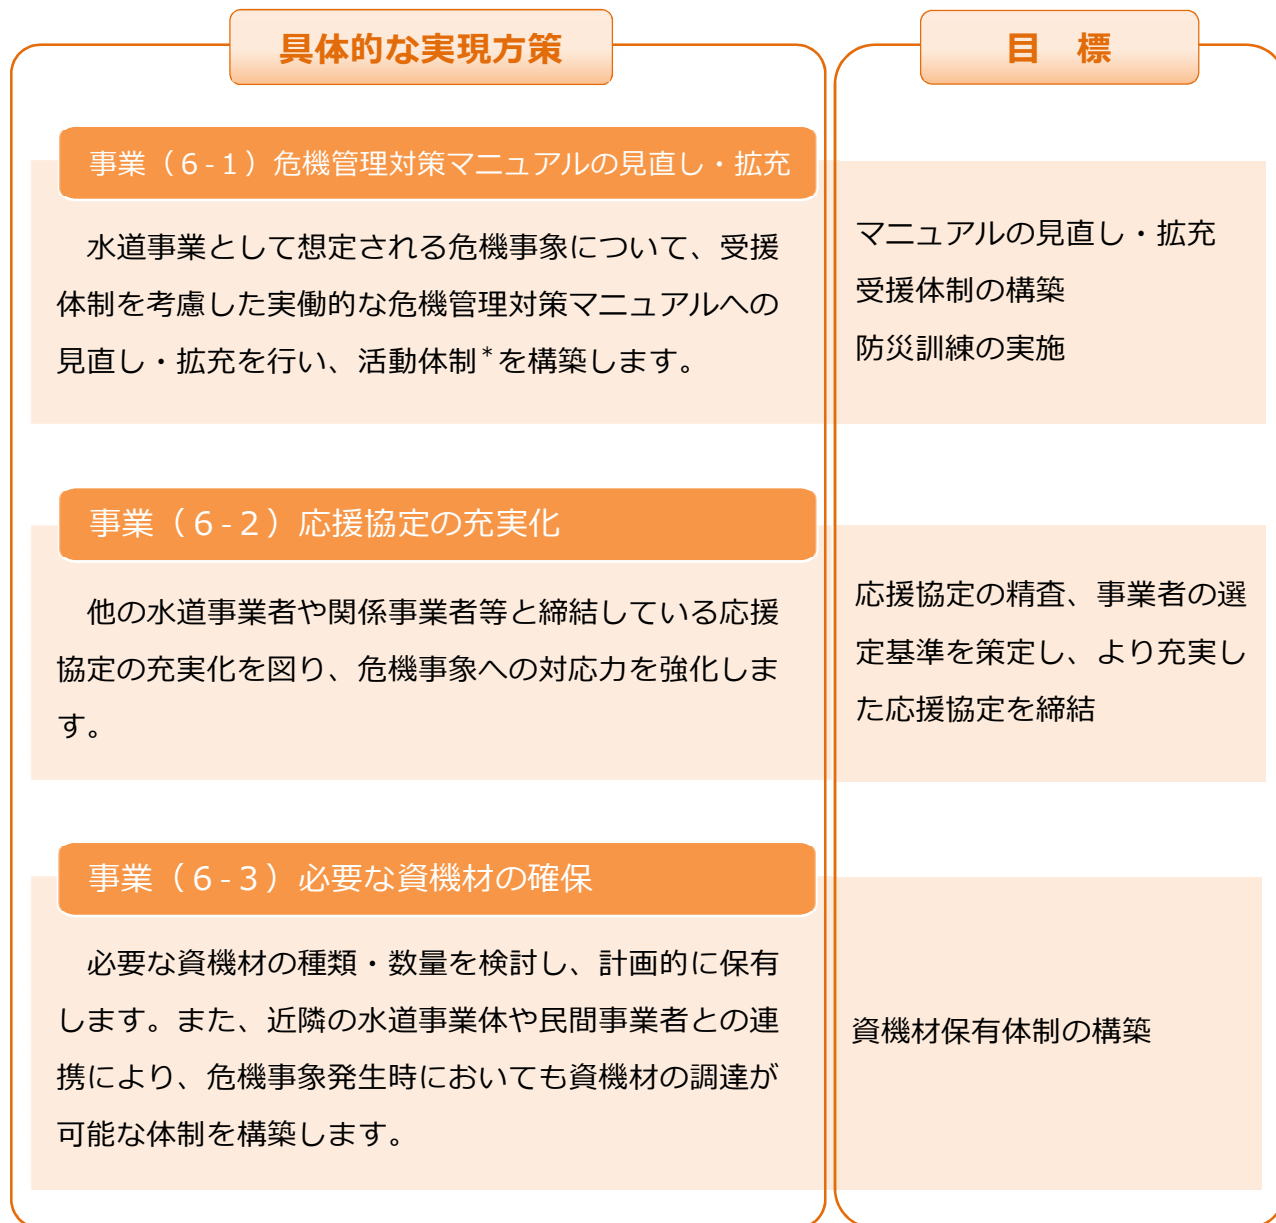 具体的な実現方策
目　標
事業（６-１）危機管理対策マニュアルの見直し・拡充
水道事業として想定される危機事象について、受援
体制を考慮した実働的な危機管理対策マニュアルへの
見直し・拡充を行い、活動体制*を構築します。
マニュアルの見直し・拡充
受援体制の構築
防災訓練の実施
事業（６-２）応援協定の充実化
他の水道事業者や関係事業者等と締結している応援
協定の充実化を図り、危機事象への対応力を強化しま
す。
応援協定の精査、事業者の選
定基準を策定し、より充実し
た応援協定を締結
事業（６-３）必要な資機材の確保
必要な資機材の種類・数量を検討し、計画的に保有
します。また、近隣の水道事業体や民間事業者との連
携により、危機事象発生時においても資機材の調達が
可能な体制を構築します。
資機材保有体制の構築